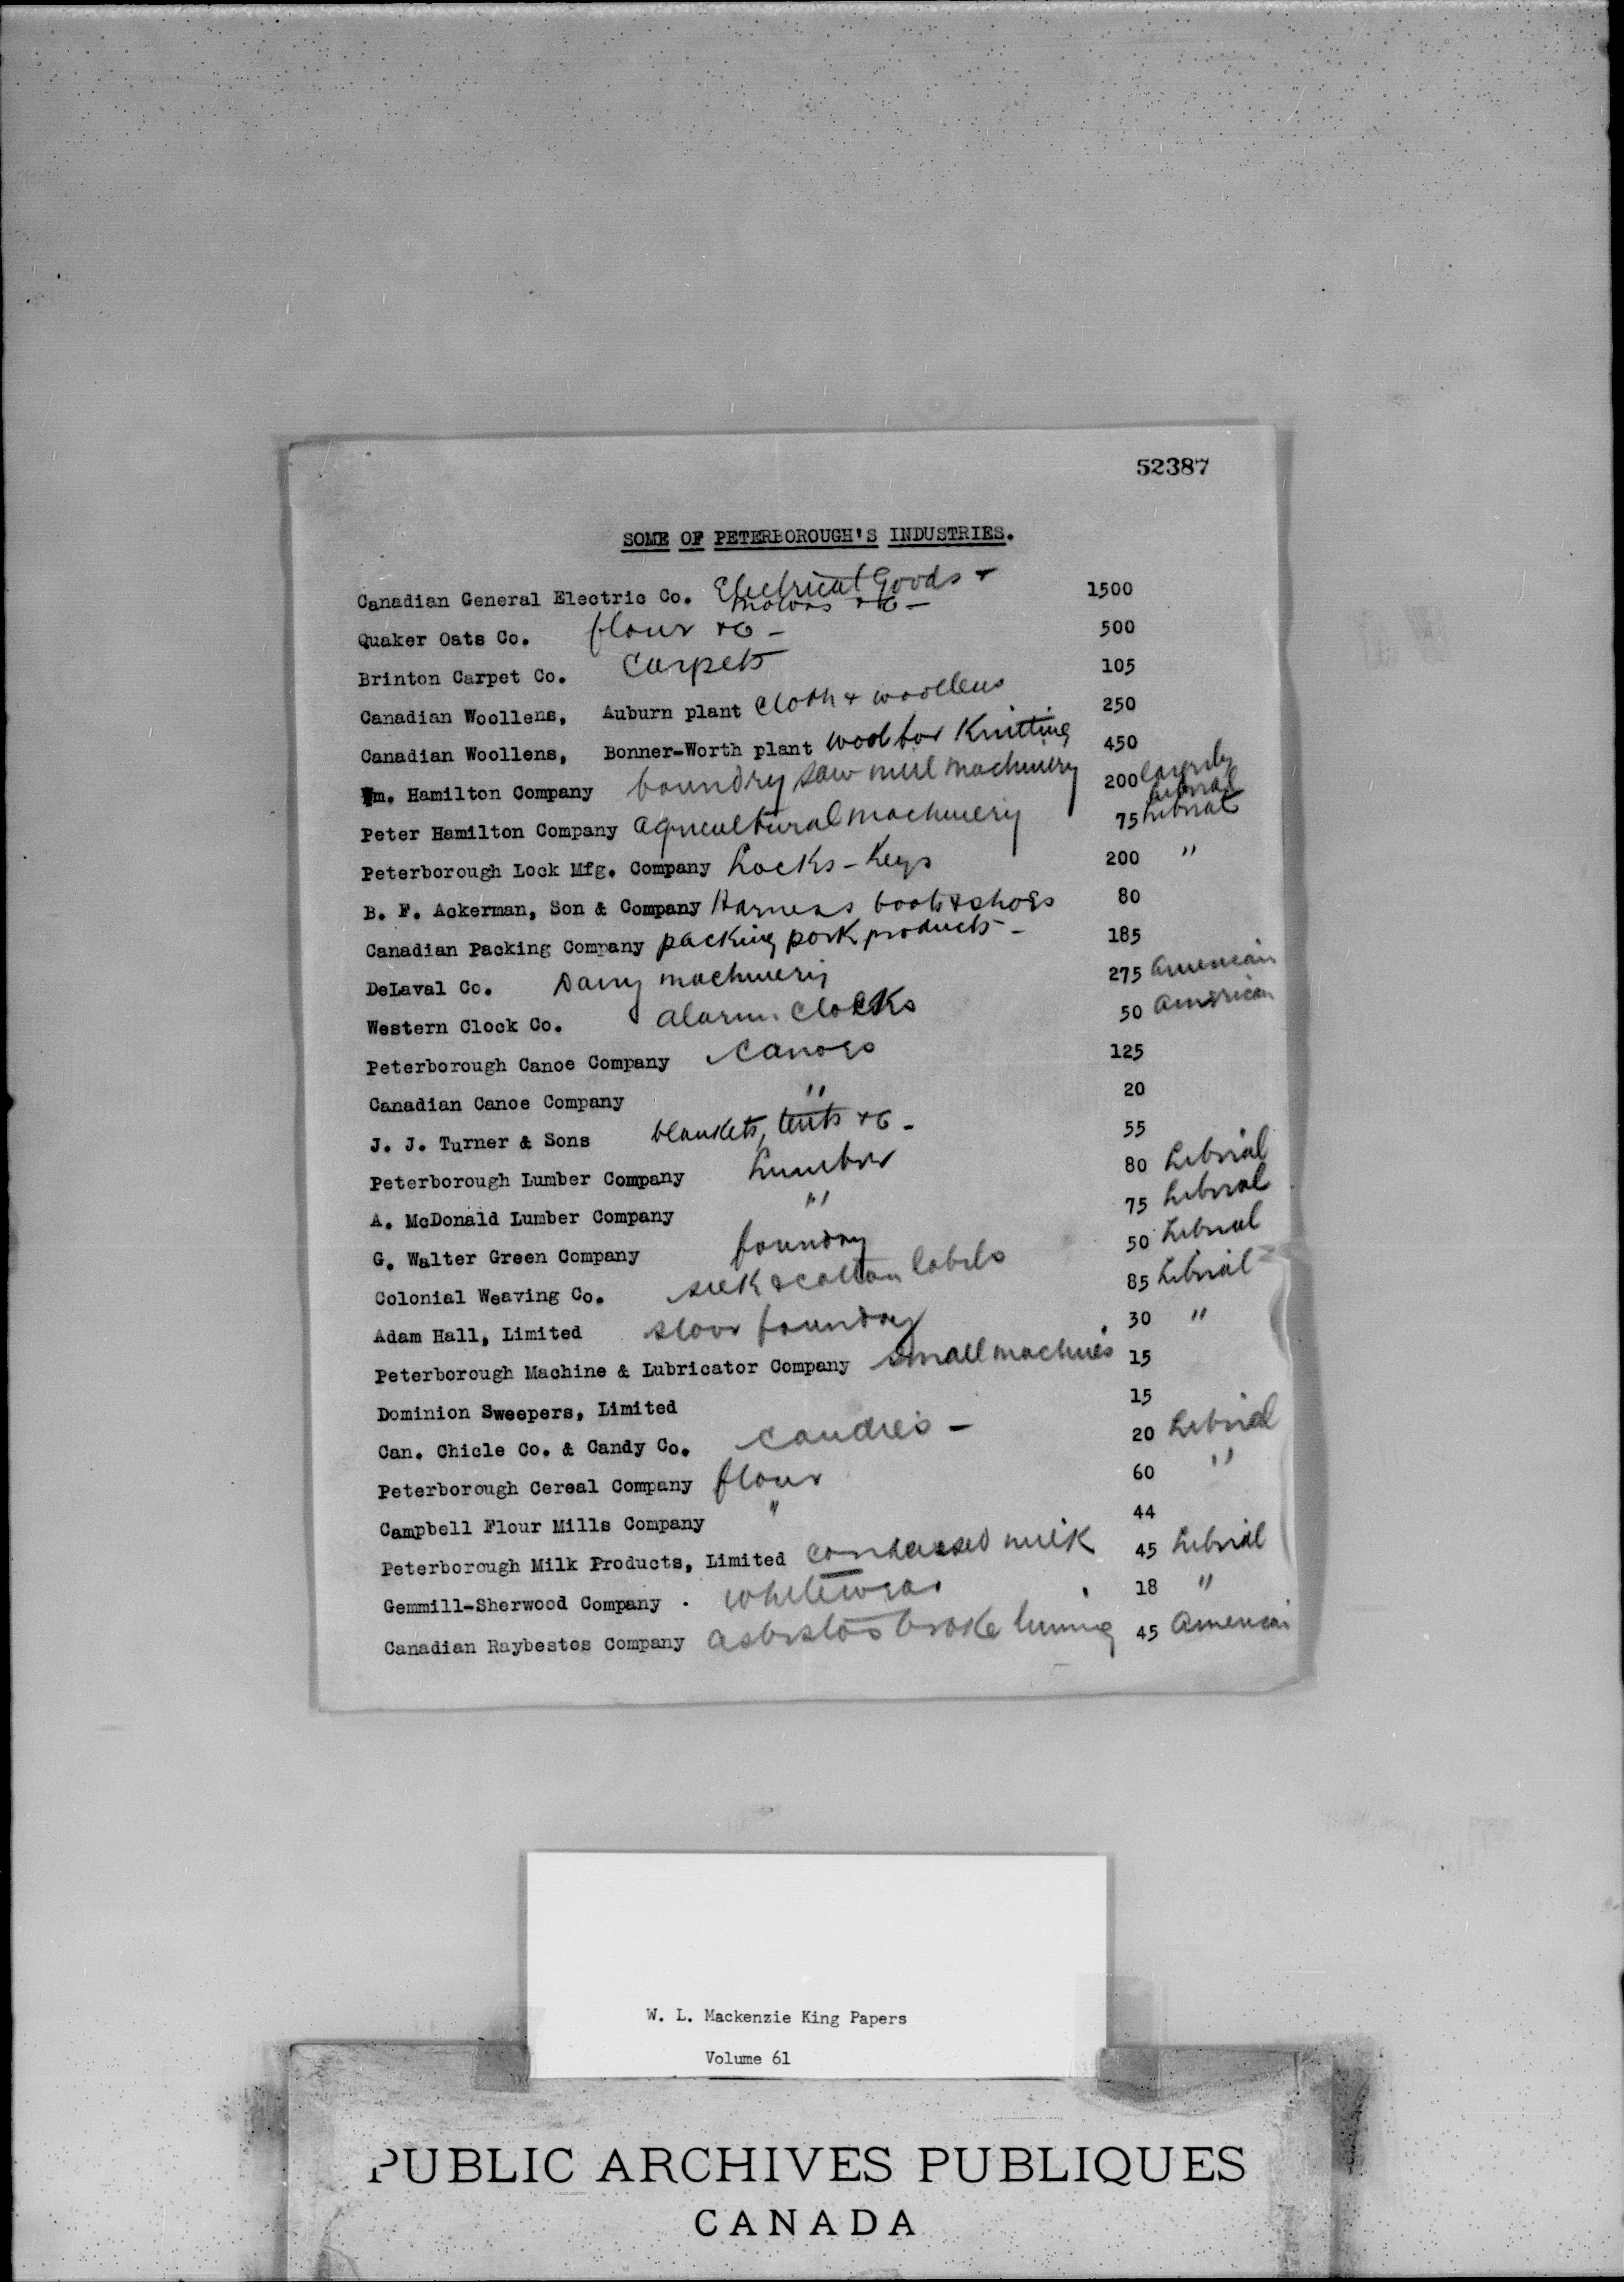 52387
SOME OF PETERBOROUGH'S INDUSTRIES.
Canadian General Electric Co. Electrical Goods + 1500
motors +c -
Quaker Oats Co. flour +c - 500
Brinton Carpet Co. Carpets 105
Canadian Woollens, Auburn plant Cloth + woollens 250
Canadian Woollens, Bonner-Worth plant wool for Knitting 450
Wm. Hamilton Company foundry saw mill machinery 200 largely Liberal
Peter Hamilton Company agricultural machinery 75 Liberal
Peterborough Lock Mfg. Company Locks - Keys 200 "
B. F. Ackerman, Son & Company Harness boots & shoes 80
Canadian Packing Company packing pork products - 185
DeLaval Co. Dairy machinery 275 American
Western Clock Co. alarm Clocks 50 American
Peterborough Canoe Company Canoes 125
Canadian Canoe Company " 20
J. J. Turner & Sons blankets, tents +c - 55
Peterborough Lumber Company Lumber 80 Liberal
A. McDonald Lumber Company " 75 Liberal
G. Walter Green Company foundry 50 Liberal
Colonial Weaving Co. silk & cotton labels 85 Liberal
Adam Hall, Limited stove foundry 30 "
Peterborough Machine & Lubricator Company small machines 15
Dominion Sweepers, Limited 15
Can. Chicle Co. & Candy Co. Candies - 20 Liberal
Peterborough Cereal Company flour 60 "
Campbell Flour Mills Company " 44
Peterborough Milk Products, Limited condensed milk 45 Liberal
Gemmill-Sherwood Company . whitewear 18 "
Canadian Raybestos Company asbestos brake lining 45 American
W. L. Mackenzie King Papers
Volume 61
PUBLIC ARCHIVES PUBLIQUES
CANADA